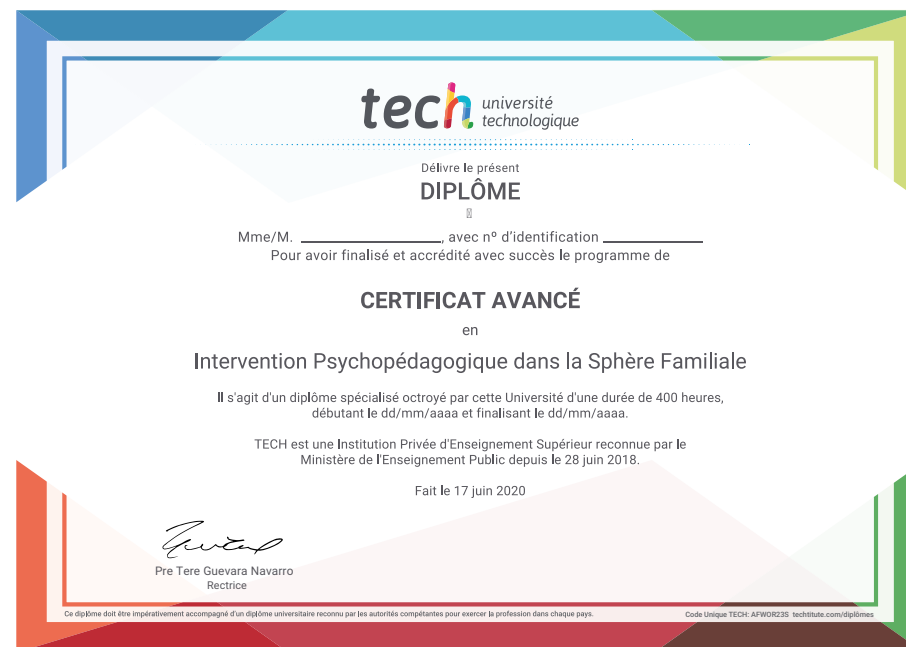 tech université
technologique
Délivre le présent
DIPLÔME
Mme/M. ____________________, avec nº d'identification ______________
Pour avoir finalisé et accrédité avec succès le programme de
CERTIFICAT AVANCÉ
en
Intervention Psychopédagogique dans la Sphère Familiale
Il s'agit d'un diplôme spécialisé octroyé par cette Université d'une durée de 400 heures,
débutant le dd/mm/aaaa et finalisant le dd/mm/aaaa.
TECH est une Institution Privée d'Enseignement Supérieur reconnue par le
Ministère de l'Enseignement Public depuis le 28 juin 2018.
Fait le 17 juin 2020
Pre Tere Guevara Navarro
Rectrice
Ce diplôme doit être impérativement accompagné d'un diplôme universitaire reconnu par les autorités compétantes pour exercer la profession dans chaque pays.
Code Unique TECH: AFWOR23S techtitute.com/diplômes